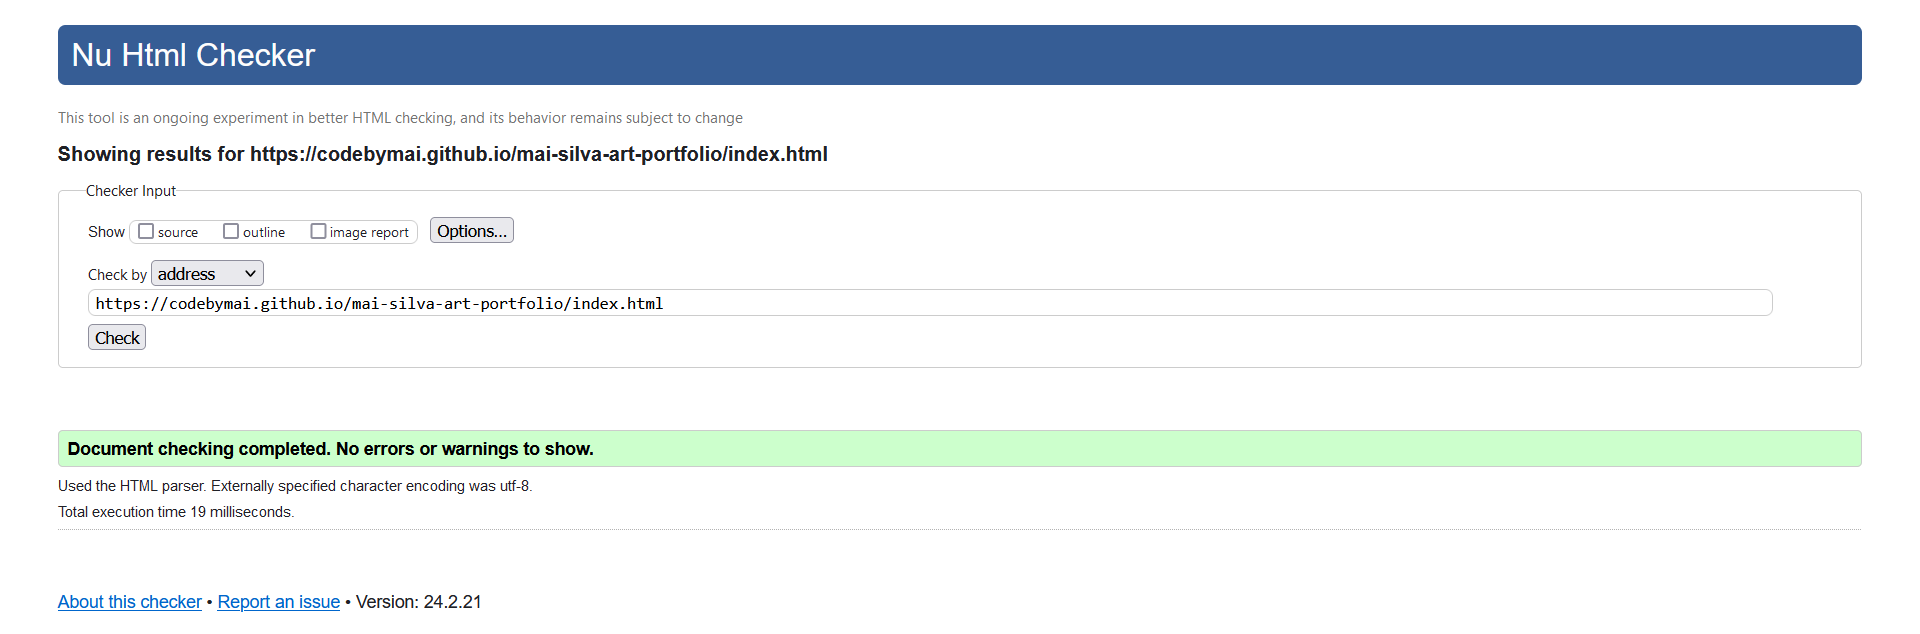 Nu Html Checker
This tool is an ongoing experiment in better HTML checking, and its behavior remains subject to change
Showing results for https://codebymai.github.io/mai-silva-art-portfolio/index.html
Checker Input
Show source outline image report Options...
Check by address
https://codebymai.github.io/mai-silva-art-portfolio/index.html
Check
Document checking completed. No errors or warnings to show.
Used the HTML parser. Externally specified character encoding was utf-8.
Total execution time 19 milliseconds.
About this checker • Report an issue • Version: 24.2.21